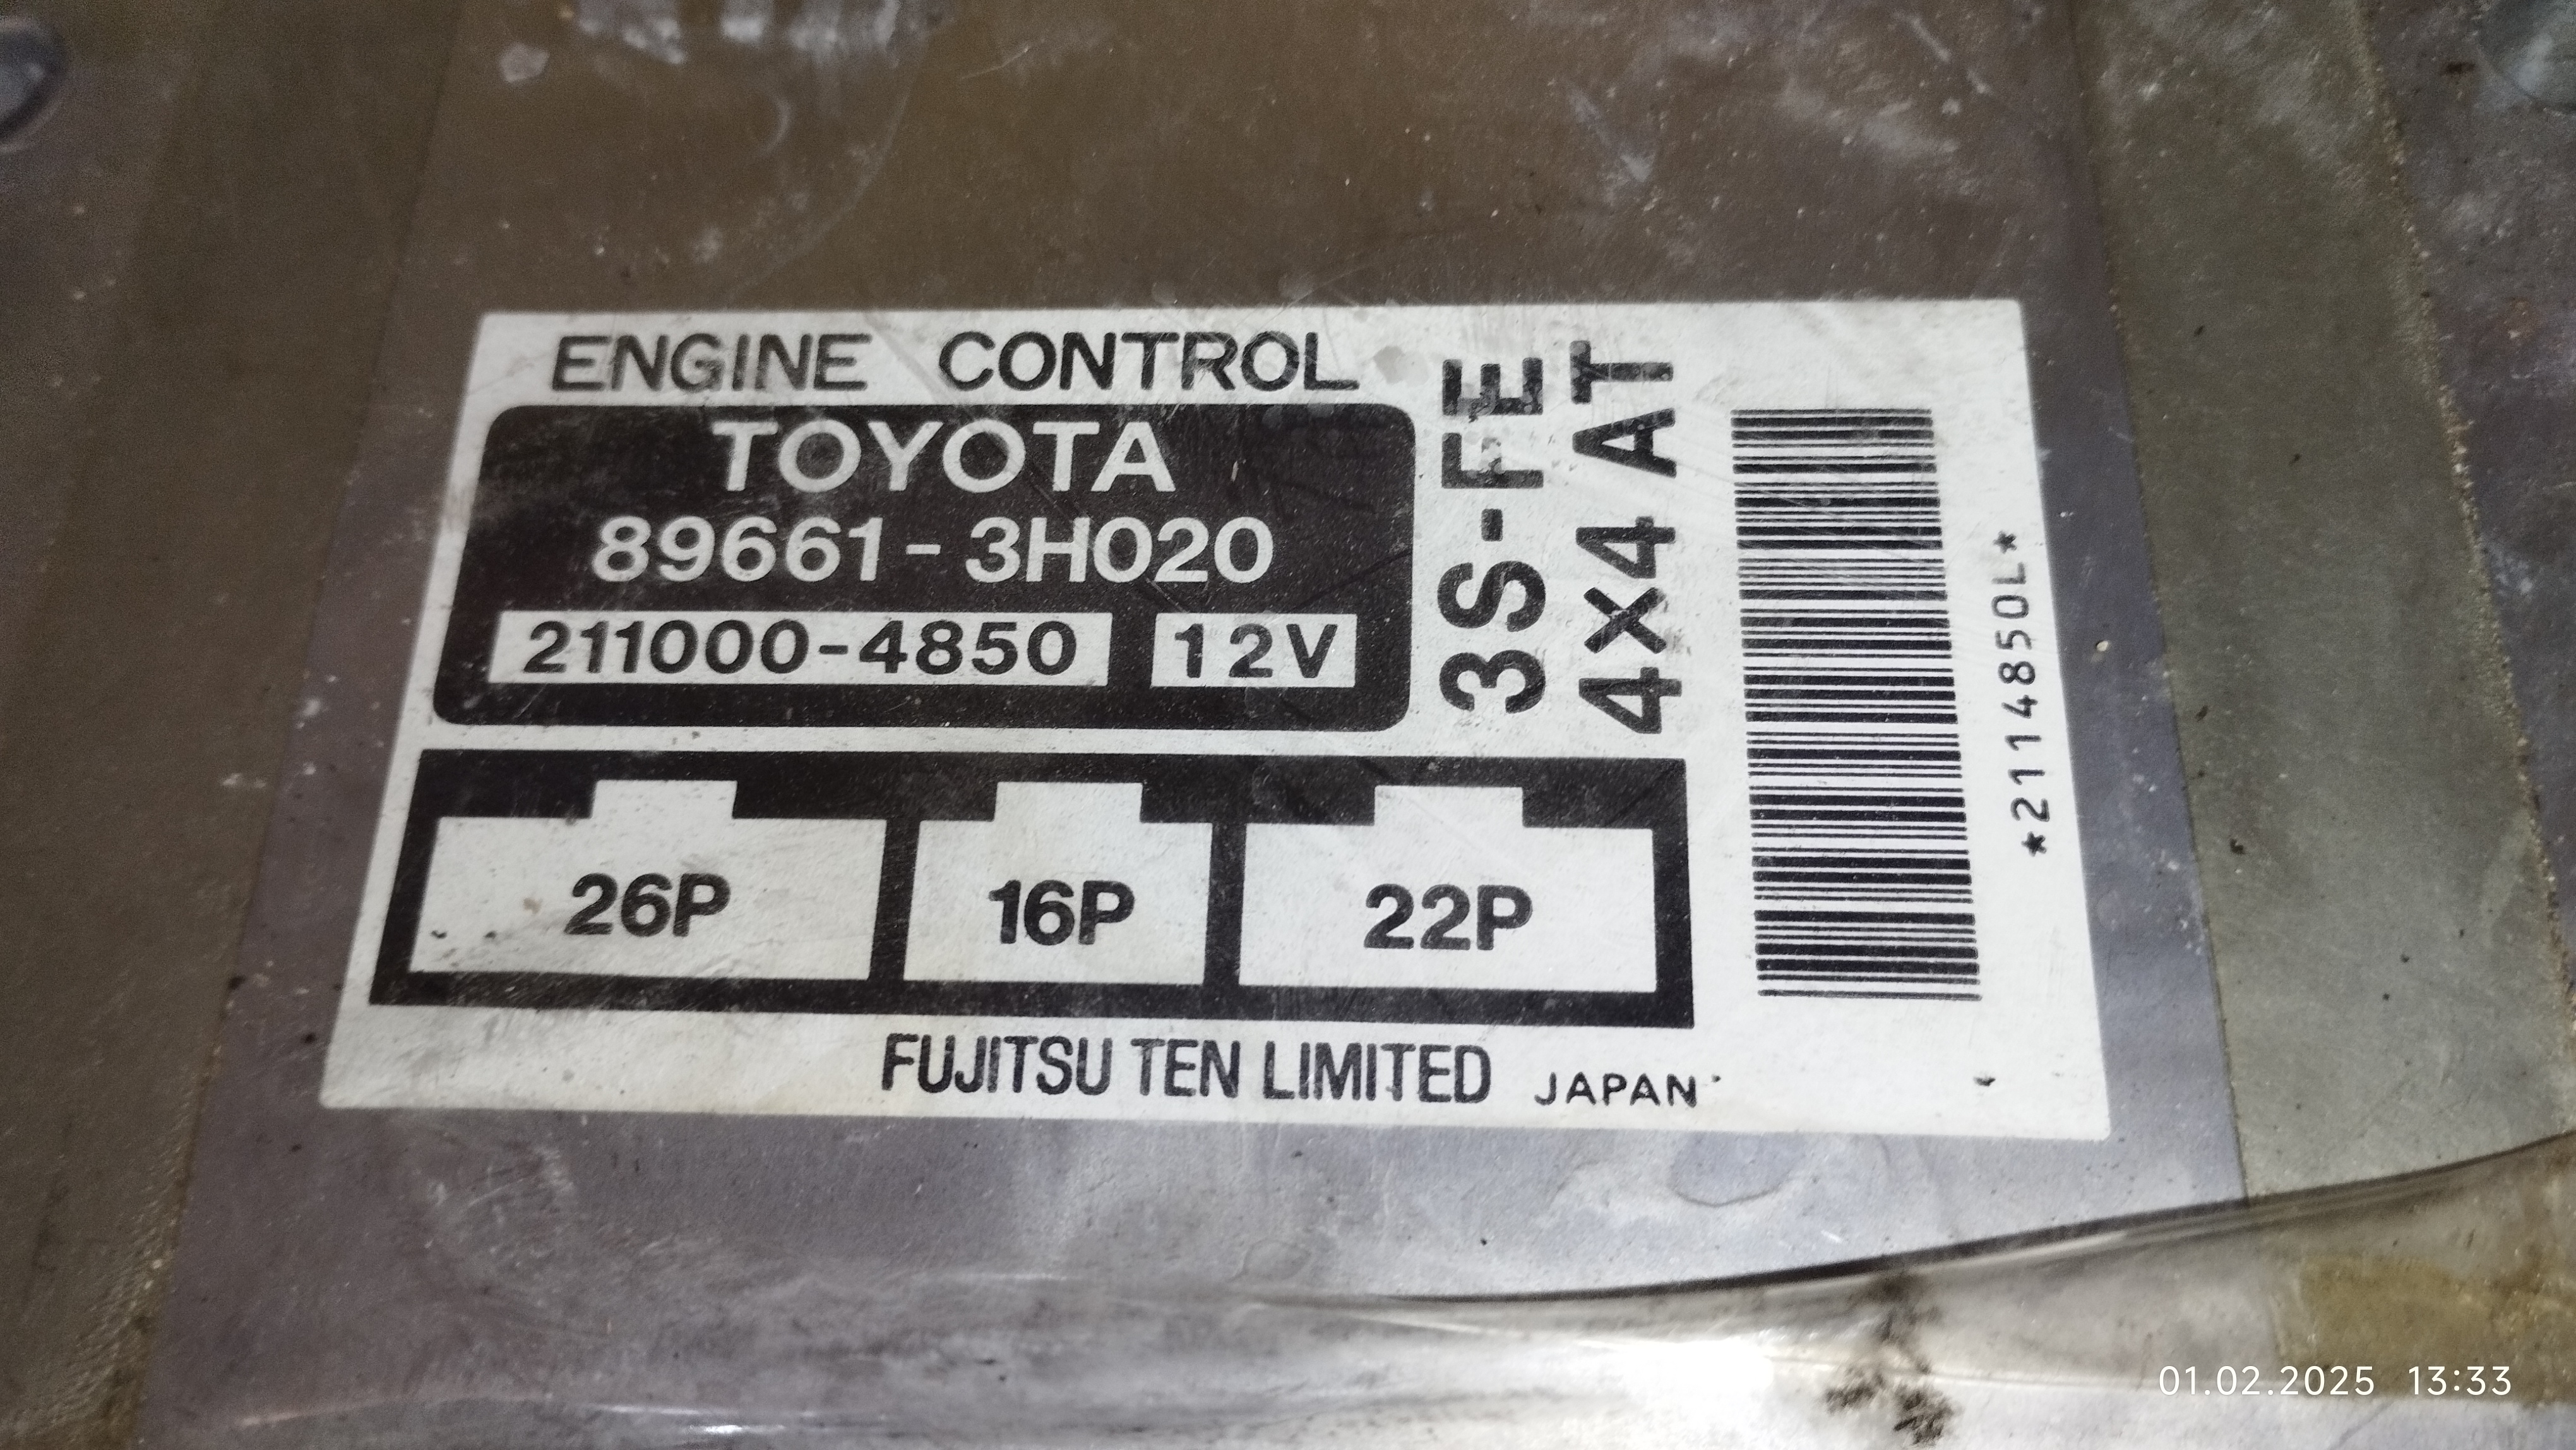 ENGINE CONTROL
TOYOTA
89661-3H020
211000-4850 12V
3S-FE
4X4 AT
*2114850L*
26P 16P 22P
FUJITSU TEN LIMITED JAPAN
01.02.2025 13:33